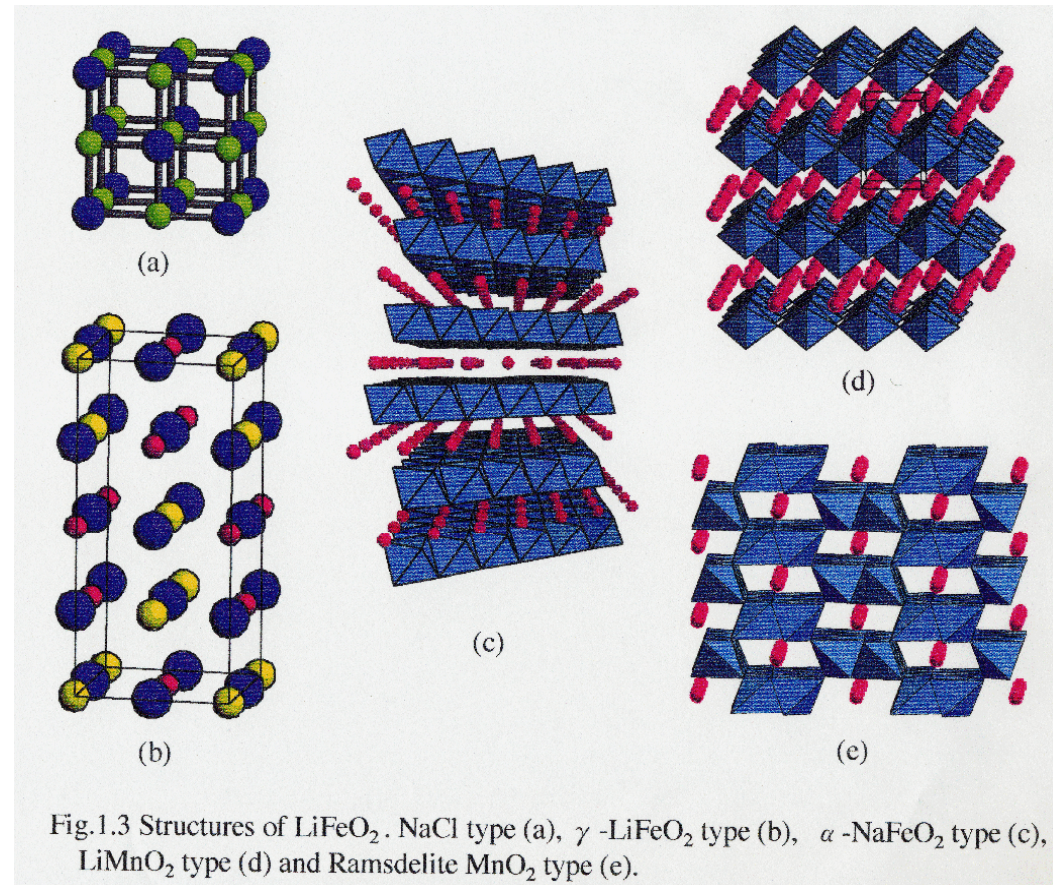 (a)
(b)
(c)
(d)
(e)
Fig.1.3 Structures of LiFeO₂. NaCl type (a), γ-LiFeO₂ type (b), α-NaFeO₂ type (c),
LiMnO₂ type (d) and Ramsdelite MnO₂ type (e).